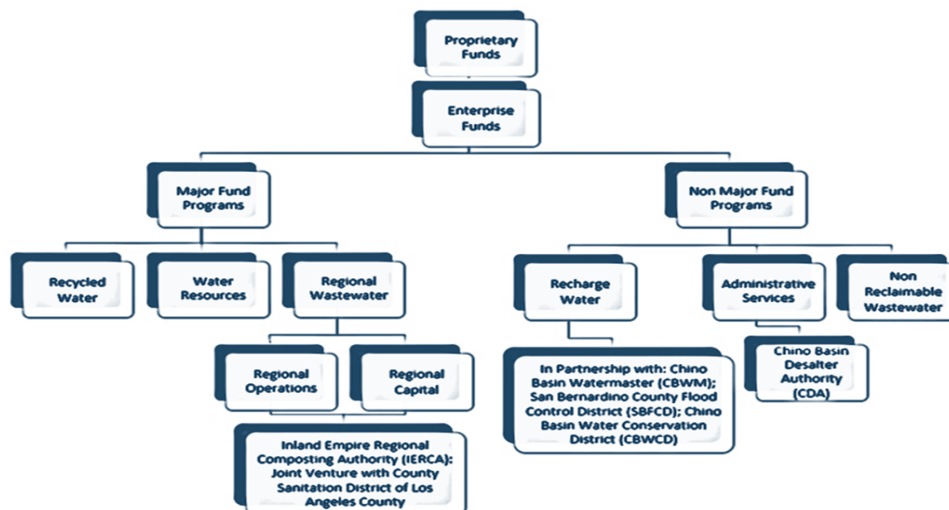 Proprietary
Funds
Enterprise
Funds
Major Fund
Programs
Non Major Fund
Programs
Recycled
Water
Water
Resources
Regional
Wastewater
Recharge
Water
Administrative
Services
Non
Reclaimable
Wastewater
Regional
Operations
Regional
Capital
In Partnership with: Chino
Basin Watermaster (CBWM);
San Bernardino County Flood
Control District (SBFCD); Chino
Basin Water Conservation
District (CBWCD)
Chino Basin
Desalter
Authority
(CDA)
Inland Empire Regional
Composting Authority (IERCA):
Joint Venture with County
Sanitation District of Los
Angeles County